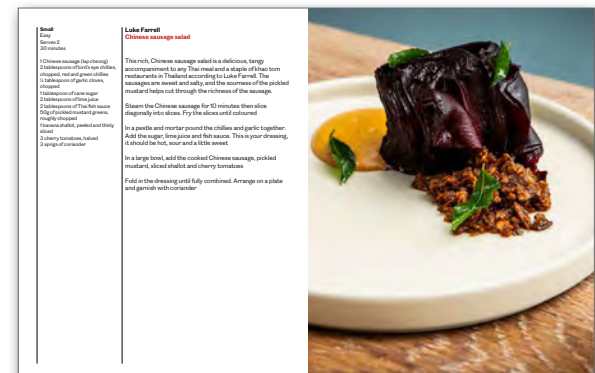 Small
Easy
Serves 2
30 minutes
1 Chinese sausage (lap cheong)
2 tablespoons of bird's eye chillies,
chopped, red and green chillies
½ tablespoon of garlic cloves,
chopped
1 tablespoon of cane sugar
2 tablespoons of lime juice
2 tablespoons of Thai fish sauce
50g of pickled mustard greens,
roughly chopped
1 banana shallot, peeled and thinly
sliced
3 cherry tomatoes, halved
3 sprigs of coriander
Luke Farrell
Chinese sausage salad
This rich, Chinese sausage salad is a delicious, tangy
accompaniment to any Thai meal and a staple of khao tom
restaurants in Thailand according to Luke Farrell. The
sausages are sweet and salty, and the sourness of the pickled
mustard helps cut through the richness of the sausage.
Steam the Chinese sausage for 10 minutes then slice
diagonally into slices. Fry the slices until coloured
In a pestle and mortar pound the chillies and garlic together.
Add the sugar, lime juice and fish sauce. This is your dressing,
it should be hot, sour and a little sweet
In a large bowl, add the cooked Chinese sausage, pickled
mustard, sliced shallot and cherry tomatoes
Fold in the dressing until fully combined. Arrange on a plate
and garnish with coriander